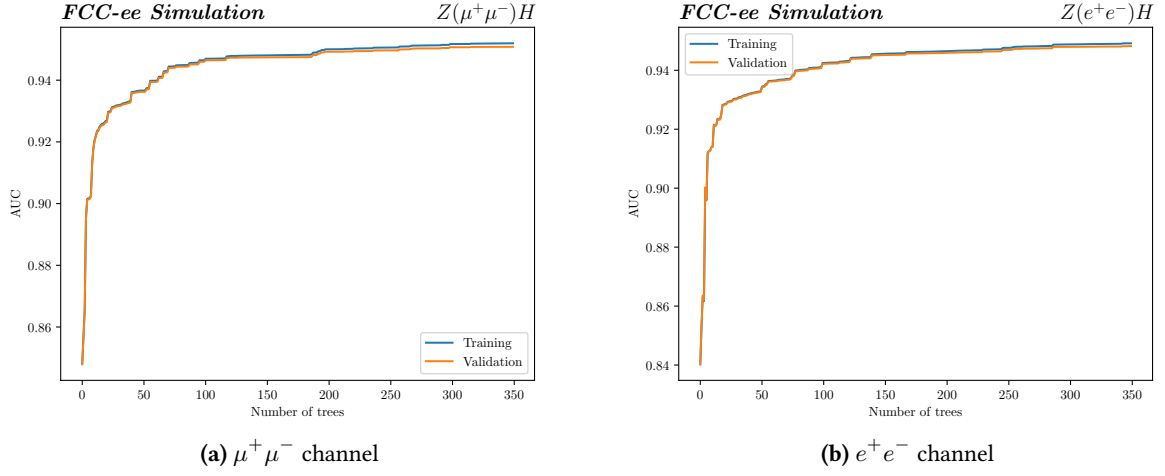 FCC-ee Simulation Z(μ⁺μ⁻)H
AUC
0.94
0.92
0.90
0.88
0.86
Training
Validation
0 50 100 150 200 250 300 350
Number of trees
(a) μ⁺μ⁻ channel
FCC-ee Simulation Z(e⁺e⁻)H
Training
Validation
AUC
0.94
0.92
0.90
0.88
0.86
0.84
0 50 100 150 200 250 300 350
Number of trees
(b) e⁺e⁻ channel